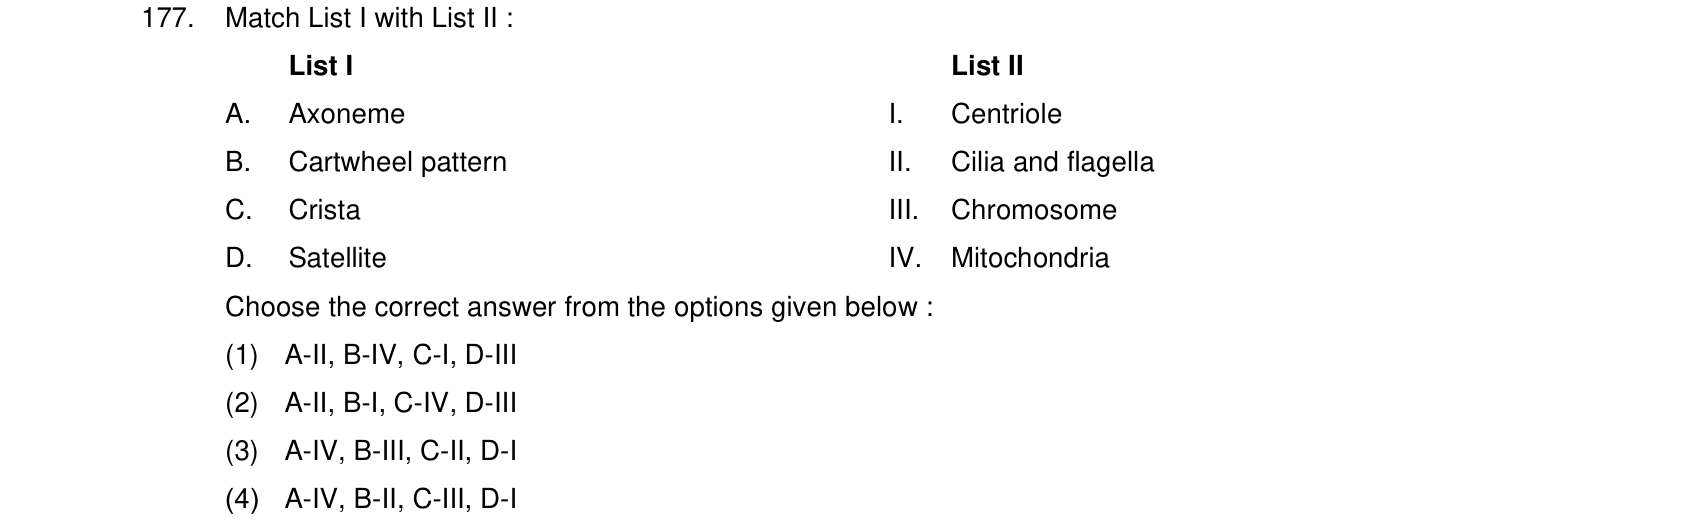 177. Match List I with List II :
List I List II
A. Axoneme I. Centriole
B. Cartwheel pattern II. Cilia and flagella
C. Crista III. Chromosome
D. Satellite IV. Mitochondria
Choose the correct answer from the options given below :
(1) A-II, B-IV, C-I, D-III
(2) A-II, B-I, C-IV, D-III
(3) A-IV, B-III, C-II, D-I
(4) A-IV, B-II, C-III, D-I